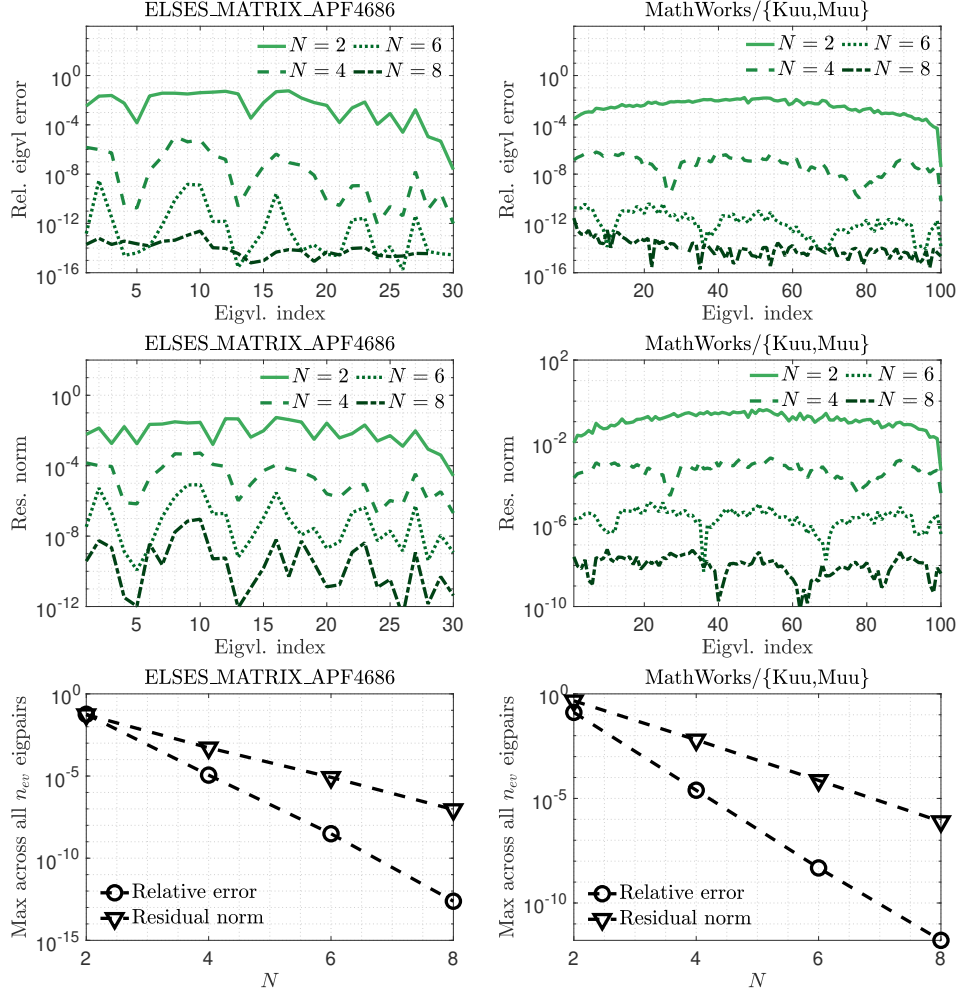 ELSES_MATRIX_APF4686
N = 2 N = 6
N = 4 N = 8
10^0
10^-4
10^-8
10^-12
10^-16
Rel. eigvl error
5 10 15 20 25 30
Eigvl. index
MathWorks/{Kuu,Muu}
N = 2 N = 6
N = 4 N = 8
10^0
10^-4
10^-8
10^-12
10^-16
Rel. eigvl error
20 40 60 80 100
Eigvl. index
ELSES_MATRIX_APF4686
N = 2 N = 6
N = 4 N = 8
10^0
10^-4
10^-8
10^-12
Res. norm
5 10 15 20 25 30
Eigvl. index
MathWorks/{Kuu,Muu}
N = 2 N = 6
N = 4 N = 8
10^2
10^-2
10^-6
10^-10
Res. norm
20 40 60 80 100
Eigvl. index
ELSES_MATRIX_APF4686
10^0
10^-5
10^-10
10^-15
Max across all n_ev eigpairs
Relative error
Residual norm
2 4 6 8
N
MathWorks/{Kuu,Muu}
10^0
10^-5
10^-10
Max across all n_ev eigpairs
Relative error
Residual norm
2 4 6 8
N